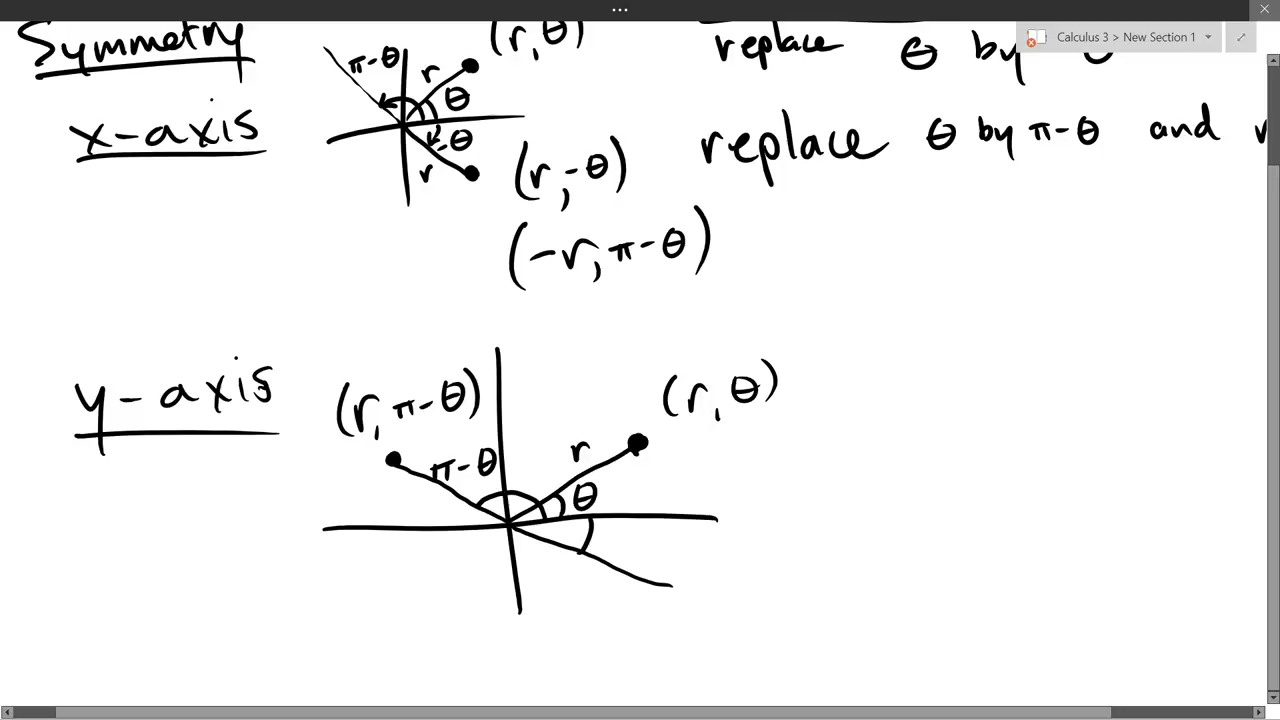 Symmetry
(r, θ)
replace θ by -θ
Calculus 3 > New Section 1
π-θ
r
θ
x-axis
-θ
r
(r, -θ)
replace θ by π-θ and
(-r, π-θ)
y-axis
(r, π-θ)
(r, θ)
π-θ
r
θ